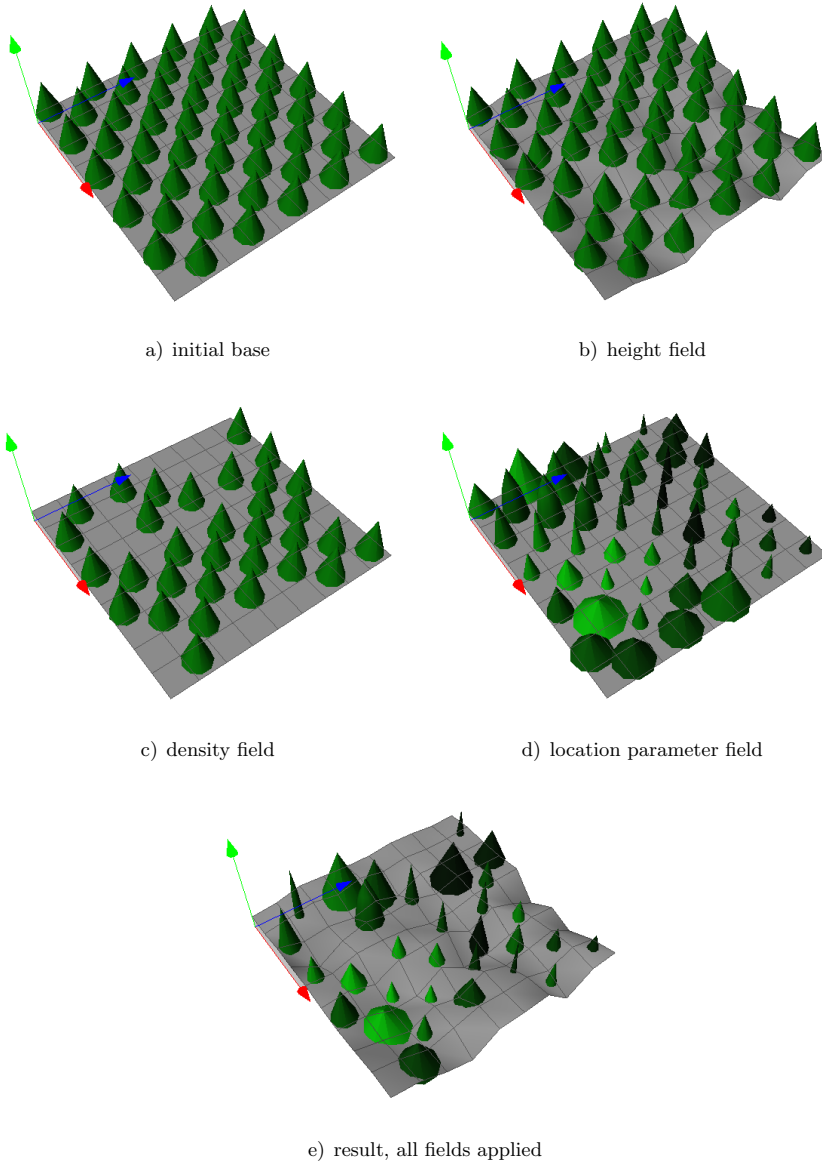 a) initial base
b) height field
c) density field
d) location parameter field
e) result, all fields applied